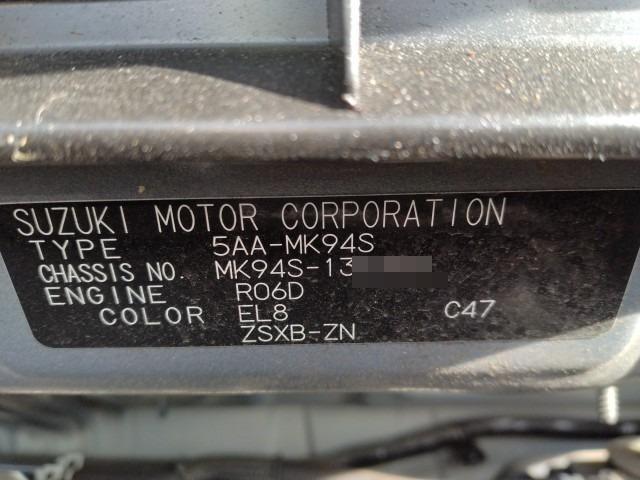 SUZUKI MOTOR CORPORATION
TYPE 5AA-MK94S
CHASSIS NO. MK94S-13
ENGINE R06D
COLOR EL8 C47
ZSXB-ZN